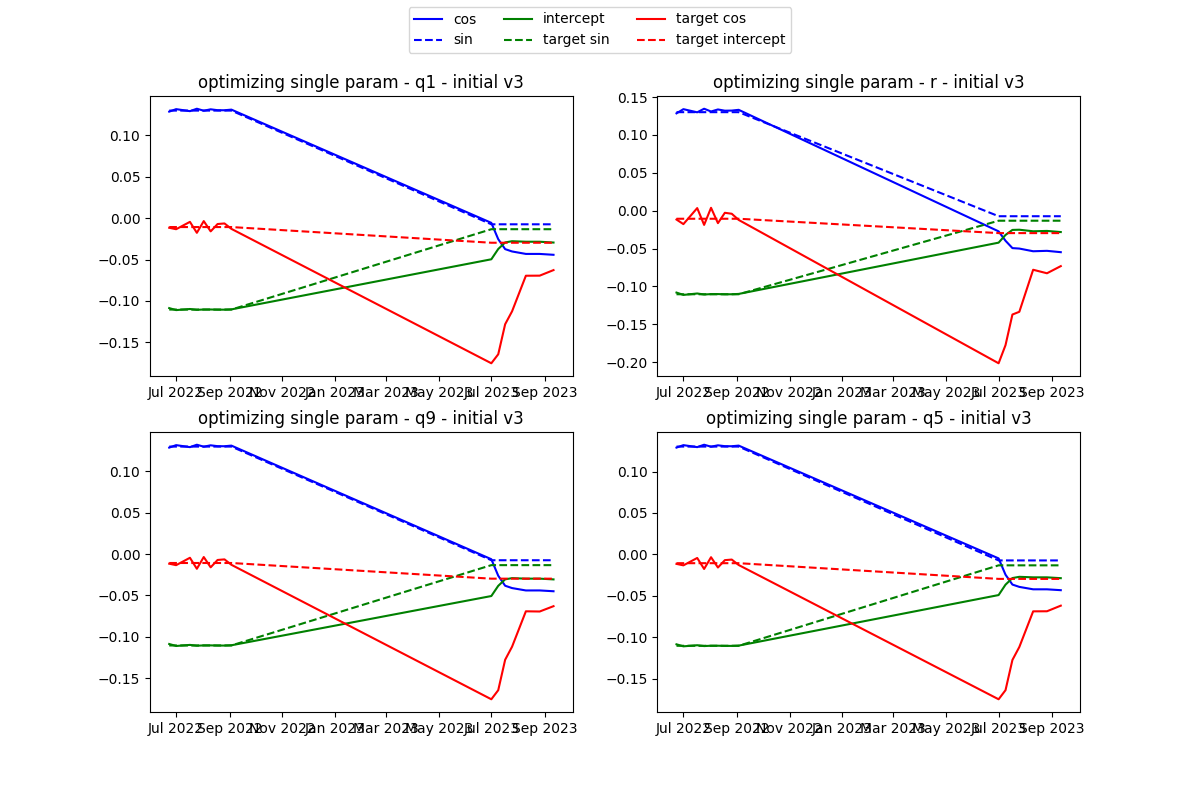 cos intercept target cos
sin target sin target intercept
optimizing single param - q1 - initial v3
optimizing single param - r - initial v3
0.10
0.05
0.00
−0.05
−0.10
−0.15
0.15
0.10
0.05
0.00
−0.05
−0.10
−0.15
−0.20
Jul 2022 Sep 2022 Nov 2022 Jan 2023 Mar 2023 May 2023 Jul 2023 Sep 2023
Jul 2022 Sep 2022 Nov 2022 Jan 2023 Mar 2023 May 2023 Jul 2023 Sep 2023
optimizing single param - q9 - initial v3
optimizing single param - q5 - initial v3
0.10
0.05
0.00
−0.05
−0.10
−0.15
0.10
0.05
0.00
−0.05
−0.10
−0.15
Jul 2022 Sep 2022 Nov 2022 Jan 2023 Mar 2023 May 2023 Jul 2023 Sep 2023
Jul 2022 Sep 2022 Nov 2022 Jan 2023 Mar 2023 May 2023 Jul 2023 Sep 2023